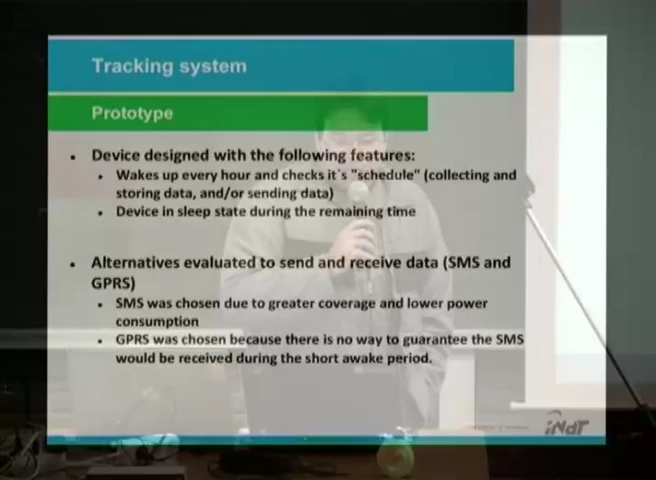 Tracking system
Prototype
• Device designed with the following features:
• Wakes up every hour and checks it`s "schedule" (collecting and
storing data, and/or sending data)
• Device in sleep state during the remaining time
• Alternatives evaluated to send and receive data (SMS and
GPRS)
• SMS was chosen due to greater coverage and lower power
consumption
• GPRS was chosen because there is no way to guarantee the SMS
would be received during the short awake period.
iNdT